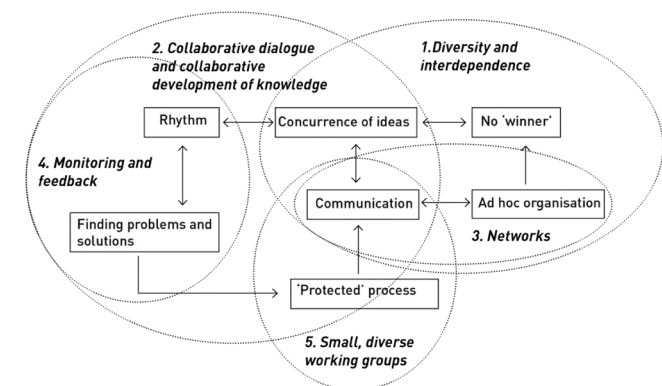 2. Collaborative dialogue
and collaborative
development of knowledge
1.Diversity and
interdependence
Rhythm
Concurrence of ideas
No ‘winner’
4. Monitoring and
feedback
Communication
Ad hoc organisation
Finding problems and
solutions
3. Networks
‘Protected’ process
5. Small, diverse
working groups